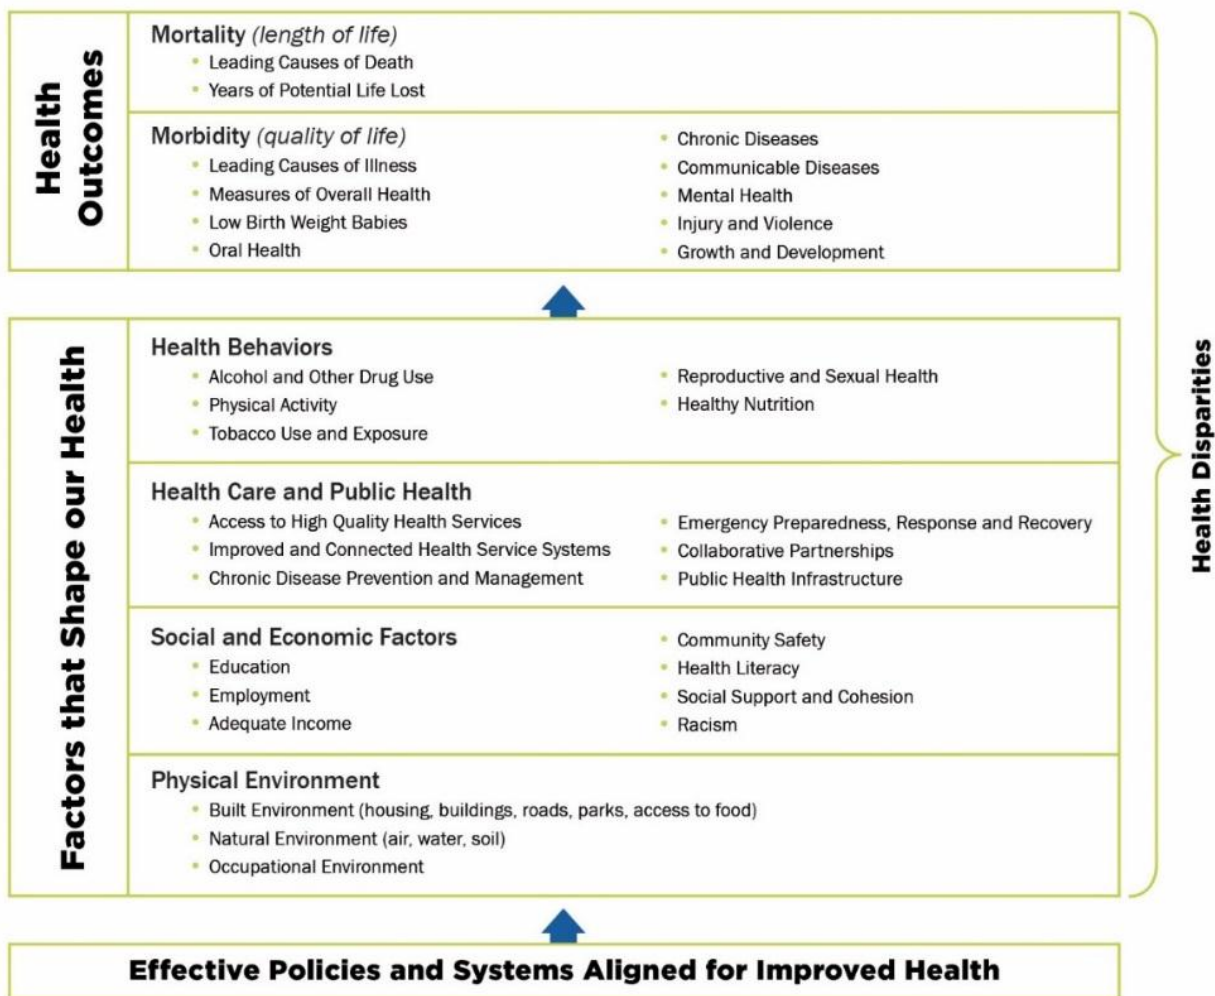 Health
Outcomes
Mortality (length of life)
• Leading Causes of Death
• Years of Potential Life Lost
Morbidity (quality of life)
• Leading Causes of Illness
• Measures of Overall Health
• Low Birth Weight Babies
• Oral Health
• Chronic Diseases
• Communicable Diseases
• Mental Health
• Injury and Violence
• Growth and Development
Factors that Shape our Health
Health Behaviors
• Alcohol and Other Drug Use
• Physical Activity
• Tobacco Use and Exposure
• Reproductive and Sexual Health
• Healthy Nutrition
Health Care and Public Health
• Access to High Quality Health Services
• Improved and Connected Health Service Systems
• Chronic Disease Prevention and Management
• Emergency Preparedness, Response and Recovery
• Collaborative Partnerships
• Public Health Infrastructure
Social and Economic Factors
• Education
• Employment
• Adequate Income
• Community Safety
• Health Literacy
• Social Support and Cohesion
• Racism
Physical Environment
• Built Environment (housing, buildings, roads, parks, access to food)
• Natural Environment (air, water, soil)
• Occupational Environment
Health Disparities
Effective Policies and Systems Aligned for Improved Health